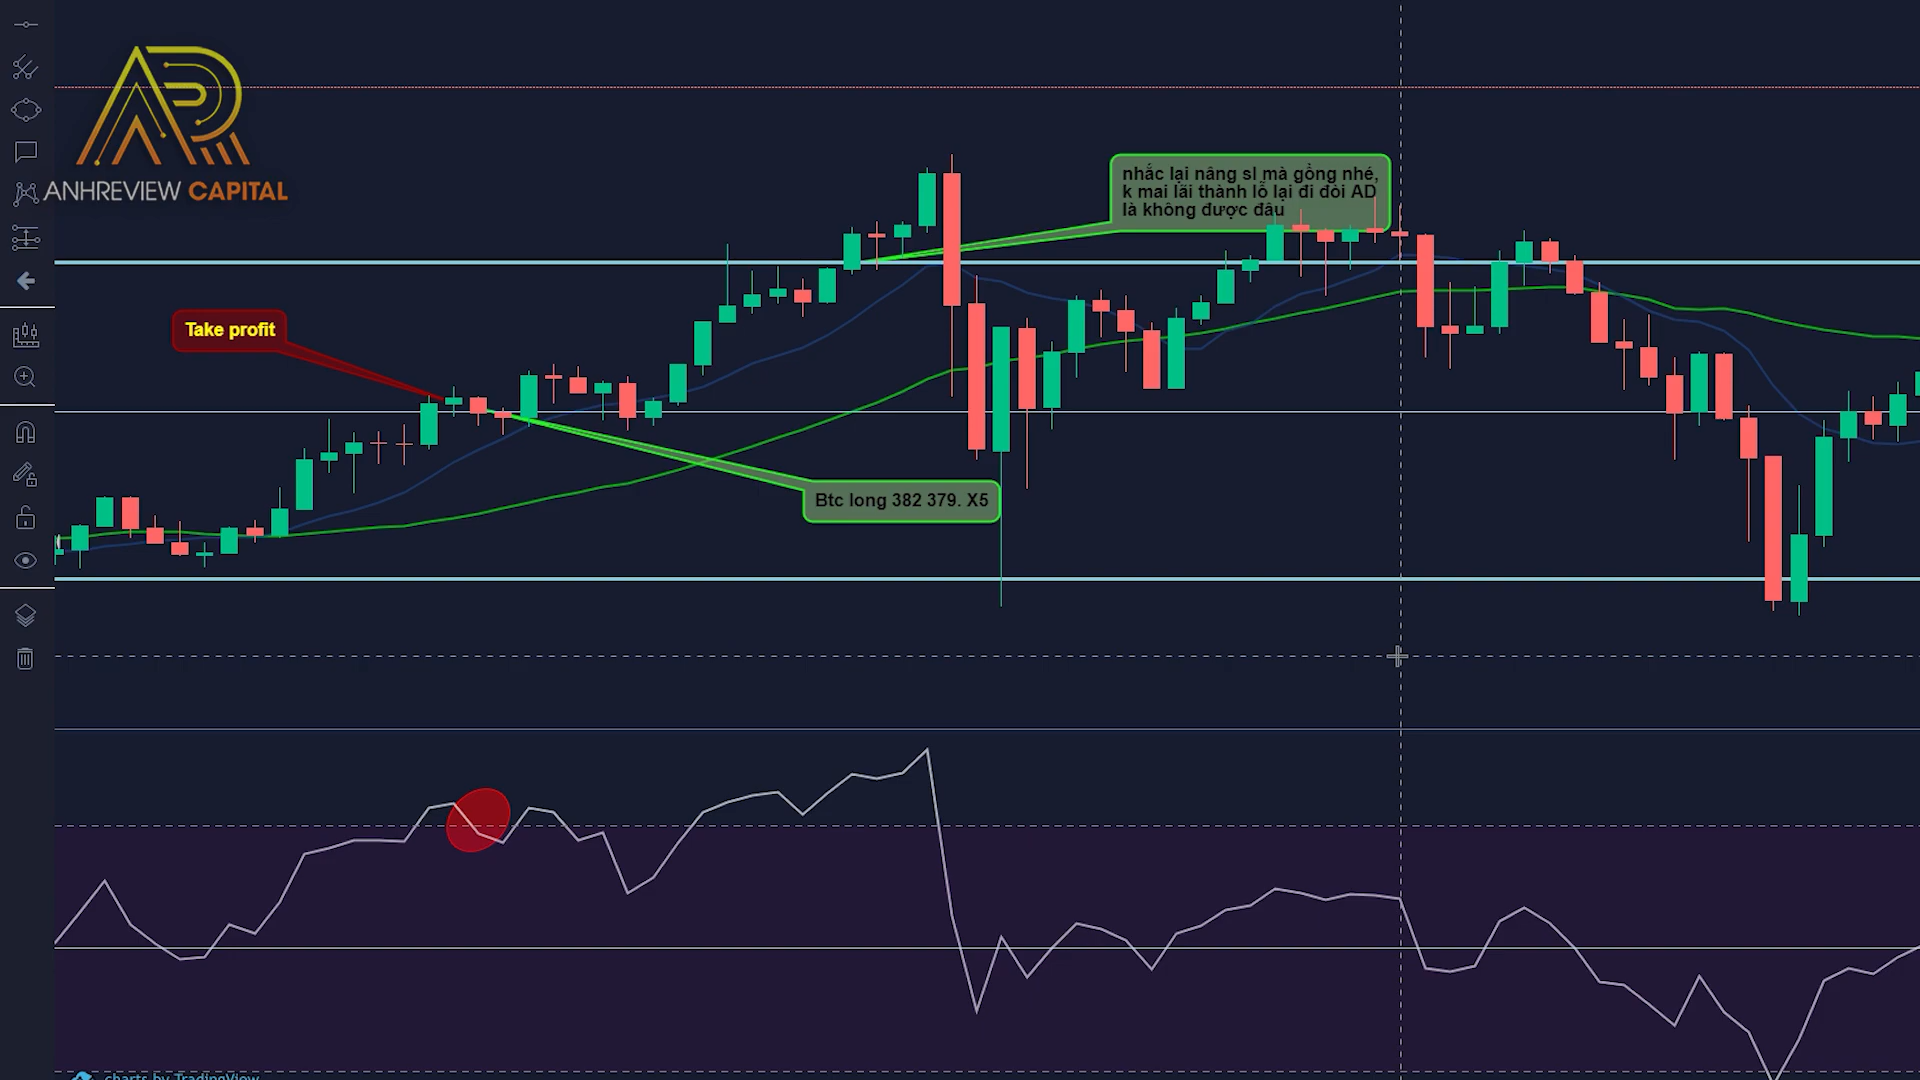 ANHREVIEW CAPITAL
nhắc lại nâng sl mà gồng nhé,
k mai lãi thành lỗ lại đi đòi AD
là không được đâu
Take profit
Btc long 382 379. X5
charts by TradingView